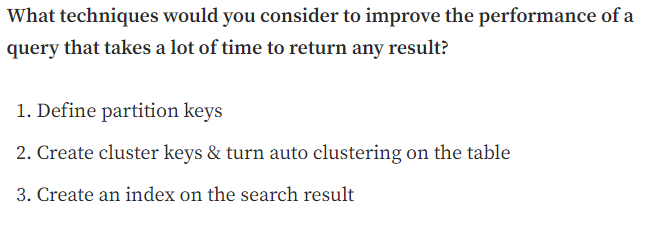 What techniques would you consider to improve the performance of a
query that takes a lot of time to return any result?
1. Define partition keys
2. Create cluster keys & turn auto clustering on the table
3. Create an index on the search result